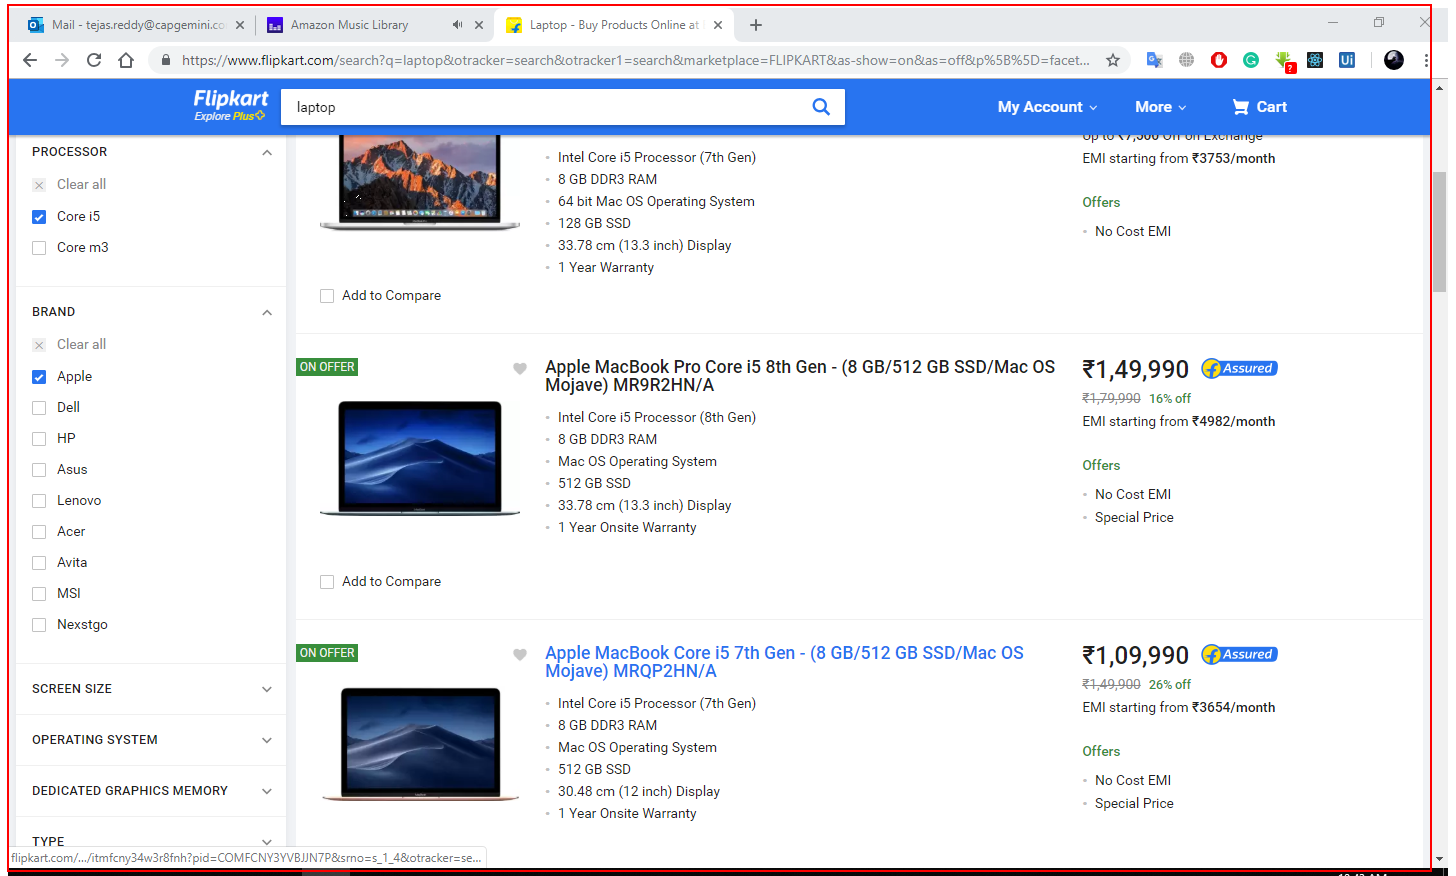 Mail - tejas.reddy@capgemini.co
Amazon Music Library
Laptop - Buy Products Online at
https://www.flipkart.com/search?q=laptop&otracker=search&otracker1=search&marketplace=FLIPKART&as-show=on&as=off&p%5B%5D=facet...
?
Ui
Flipkart
Explore Plus
laptop
My Account
More
Cart
PROCESSOR
Clear all
Core i5
Core m3
BRAND
Clear all
Apple
Dell
HP
Asus
Lenovo
Acer
Avita
MSI
Nexstgo
SCREEN SIZE
OPERATING SYSTEM
DEDICATED GRAPHICS MEMORY
TYPE
Intel Core i5 Processor (7th Gen)
8 GB DDR3 RAM
64 bit Mac OS Operating System
128 GB SSD
33.78 cm (13.3 inch) Display
1 Year Warranty
Add to Compare
Up to ₹7,500 Off on Exchange
EMI starting from ₹3753/month
Offers
No Cost EMI
ON OFFER
Apple MacBook Pro Core i5 8th Gen - (8 GB/512 GB SSD/Mac OS
Mojave) MR9R2HN/A
Intel Core i5 Processor (8th Gen)
8 GB DDR3 RAM
Mac OS Operating System
512 GB SSD
33.78 cm (13.3 inch) Display
1 Year Onsite Warranty
Add to Compare
₹1,49,990 Assured
₹1,79,990 16% off
EMI starting from ₹4982/month
Offers
No Cost EMI
Special Price
ON OFFER
Apple MacBook Core i5 7th Gen - (8 GB/512 GB SSD/Mac OS
Mojave) MRQP2HN/A
Intel Core i5 Processor (7th Gen)
8 GB DDR3 RAM
Mac OS Operating System
512 GB SSD
30.48 cm (12 inch) Display
1 Year Onsite Warranty
₹1,09,990 Assured
₹1,49,900 26% off
EMI starting from ₹3654/month
Offers
No Cost EMI
Special Price
flipkart.com/.../itmfcny34w3r8fnh?pid=COMFCNY3YVBJJN7P&srno=s_1_4&otracker=se...